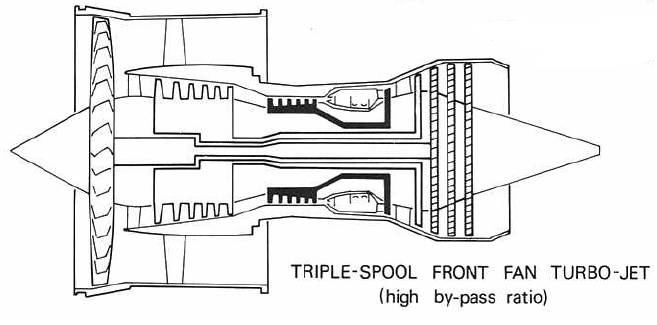 TRIPLE-SPOOL FRONT FAN TURBO-JET
(high by-pass ratio)